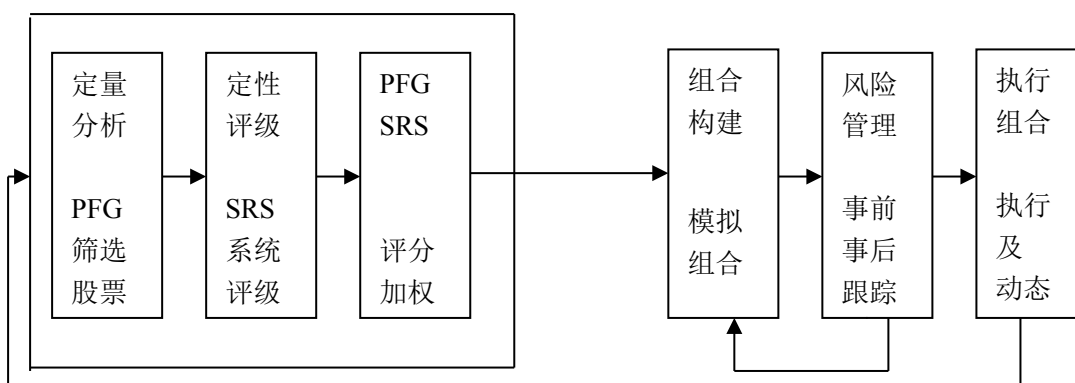 定量
分析
PFG
筛选
股票
定性
评级
SRS
系统
评级
PFG
SRS
评分
加权
组合
构建
模拟
组合
风险
管理
事前
事后
跟踪
执行
组合
执行
及
动态